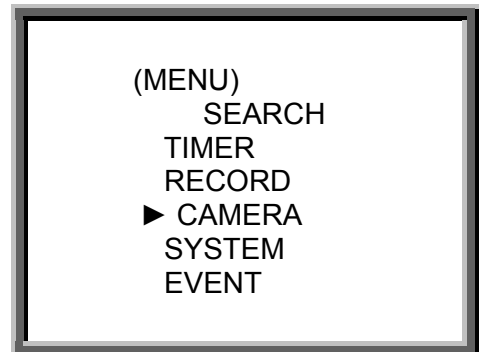 (MENU)
SEARCH
TIMER
RECORD
► CAMERA
SYSTEM
EVENT